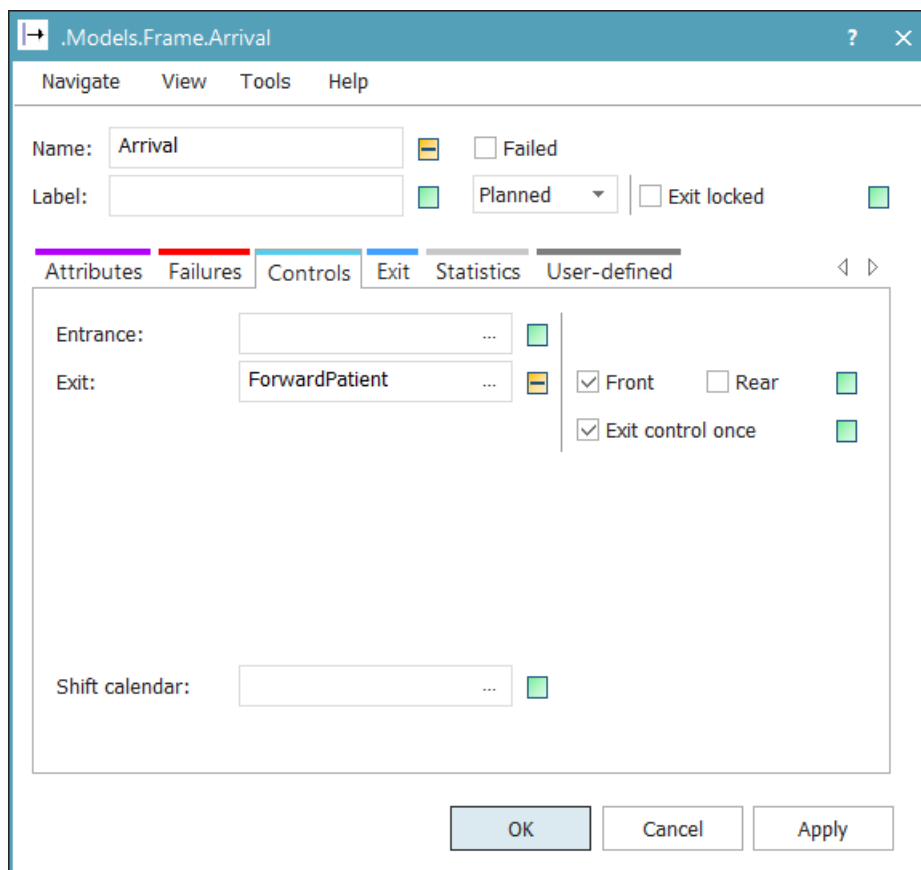 .Models.Frame.Arrival ?
Navigate View Tools Help
Name: Arrival Failed
Label: Planned Exit locked
Attributes Failures Controls Exit Statistics User-defined
Entrance: ...
Exit: ForwardPatient ... Front Rear
Exit control once
Shift calendar: ...
OK Cancel Apply